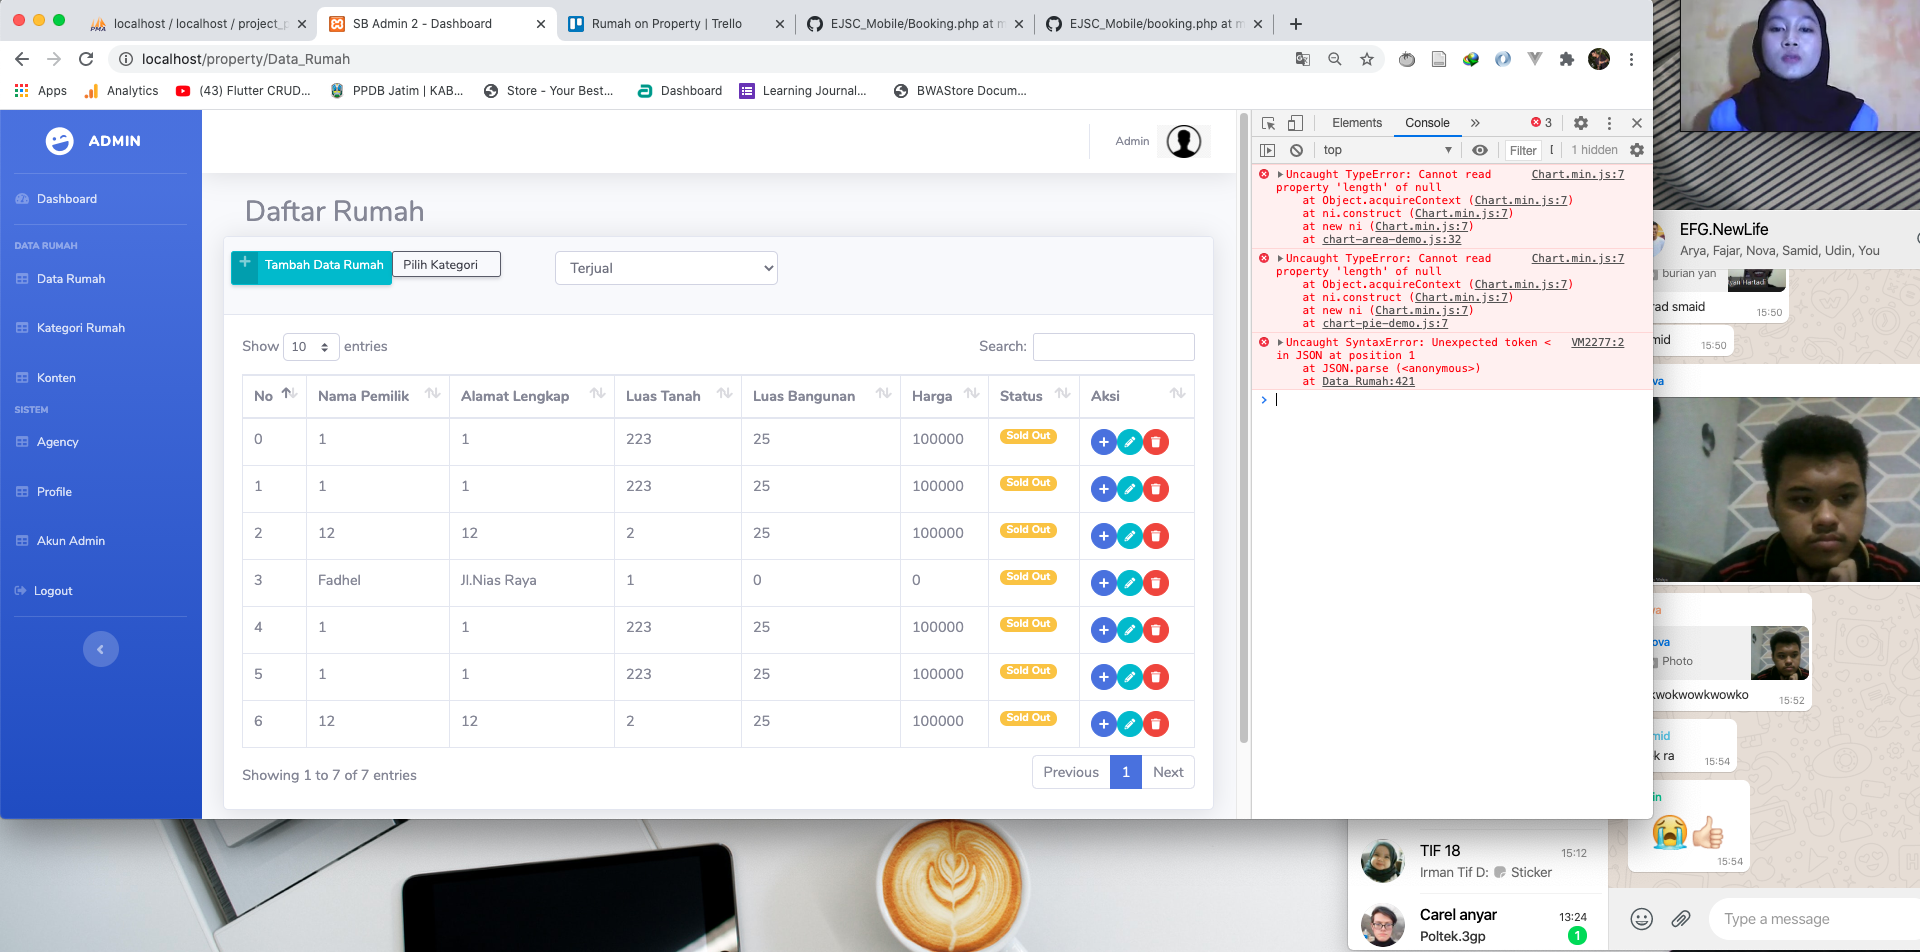 localhost / localhost / project_p
SB Admin 2 - Dashboard
Rumah on Property | Trello
EJSC_Mobile/Booking.php at m
EJSC_Mobile/booking.php at m
localhost/property/Data_Rumah
Apps
Analytics
(43) Flutter CRUD...
PPDB Jatim | KAB...
Store - Your Best...
Dashboard
Learning Journal...
BWAStore Docum...
ADMIN
Dashboard
DATA RUMAH
Data Rumah
Kategori Rumah
Konten
SISTEM
Agency
Profile
Akun Admin
Logout
Admin
Daftar Rumah
Tambah Data Rumah
Pilih Kategori
Terjual
Show 10 entries
Search:
No Nama Pemilik Alamat Lengkap Luas Tanah Luas Bangunan Harga Status Aksi
0 1 1 223 25 100000 Sold Out
1 1 1 223 25 100000 Sold Out
2 12 12 2 25 100000 Sold Out
3 Fadhel Jl.Nias Raya 1 0 0 Sold Out
4 1 1 223 25 100000 Sold Out
5 1 1 223 25 100000 Sold Out
6 12 12 2 25 100000 Sold Out
Showing 1 to 7 of 7 entries
Previous 1 Next
Elements Console » 3
top Filter 1 hidden
Uncaught TypeError: Cannot read Chart.min.js:7
property 'length' of null
at Object.acquireContext (Chart.min.js:7)
at ni.construct (Chart.min.js:7)
at new ni (Chart.min.js:7)
at chart-area-demo.js:32
Uncaught TypeError: Cannot read Chart.min.js:7
property 'length' of null
at Object.acquireContext (Chart.min.js:7)
at ni.construct (Chart.min.js:7)
at new ni (Chart.min.js:7)
at chart-pie-demo.js:7
Uncaught SyntaxError: Unexpected token < VM2277:2
in JSON at position 1
at JSON.parse (<anonymous>)
at Data Rumah:421
EFG.NewLife
Arya, Fajar, Nova, Samid, Udin, You
burian yan
rad smaid
15:50
mid
15:50
va
va
ova
Photo
kwokwowkwowko
15:52
mid
k ra
15:54
in
15:54
TIF 18
15:12
Irman Tif D: Sticker
Carel anyar
13:24
Poltek.3gp
1
Type a message